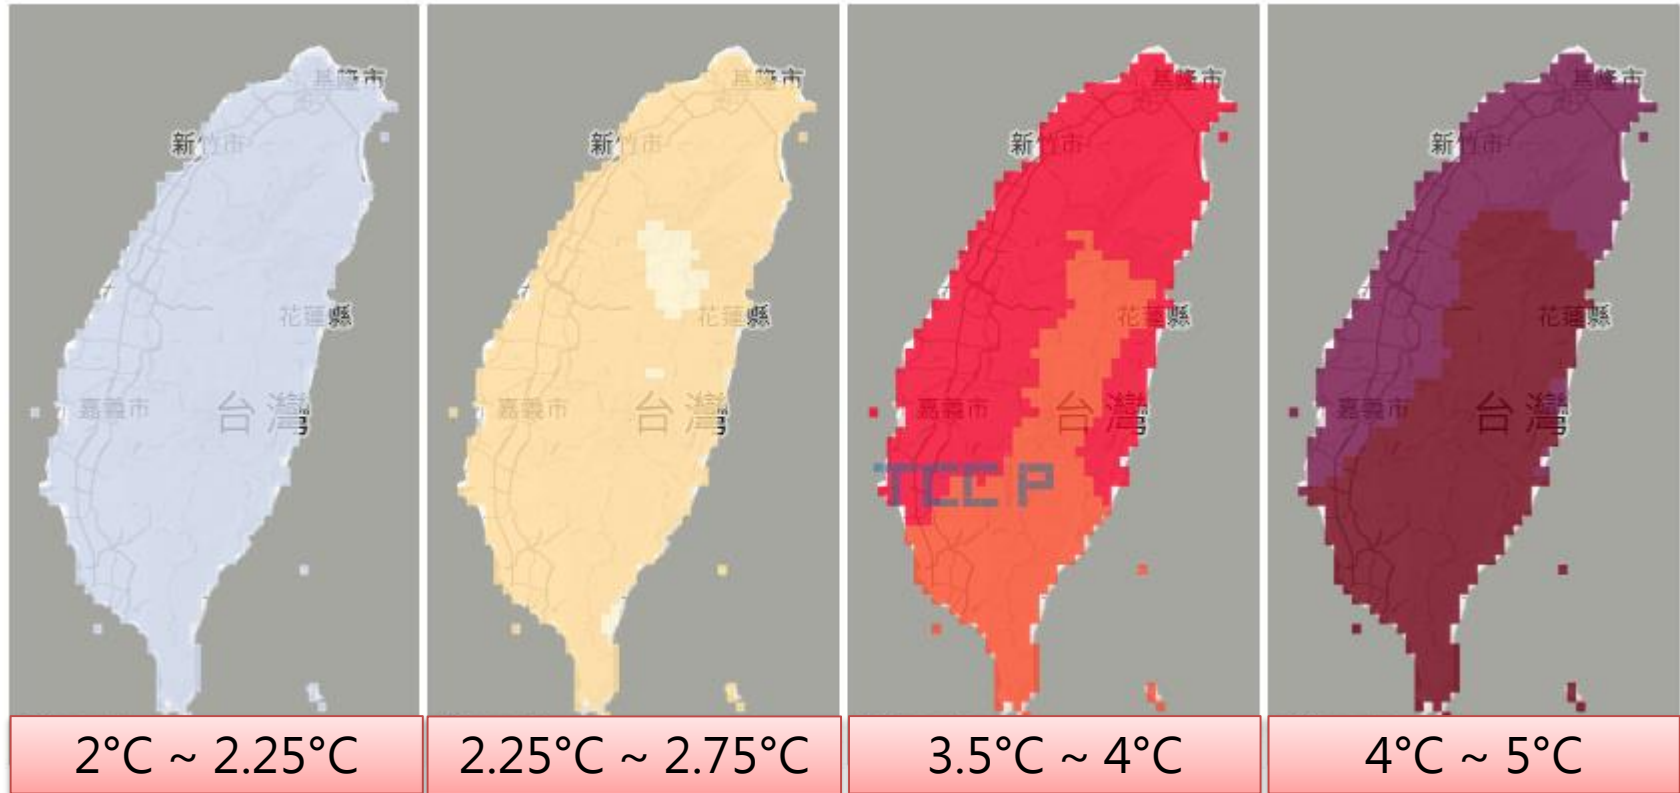 基隆市
新竹市
花蓮縣
嘉義市
台灣
2°C ~ 2.25°C
基隆市
新竹市
花蓮縣
嘉義市
台灣
2.25°C ~ 2.75°C
基隆市
新竹市
花蓮縣
嘉義市
台灣
TCCP
3.5°C ~ 4°C
基隆市
新竹市
花蓮縣
嘉義市
台灣
4°C ~ 5°C